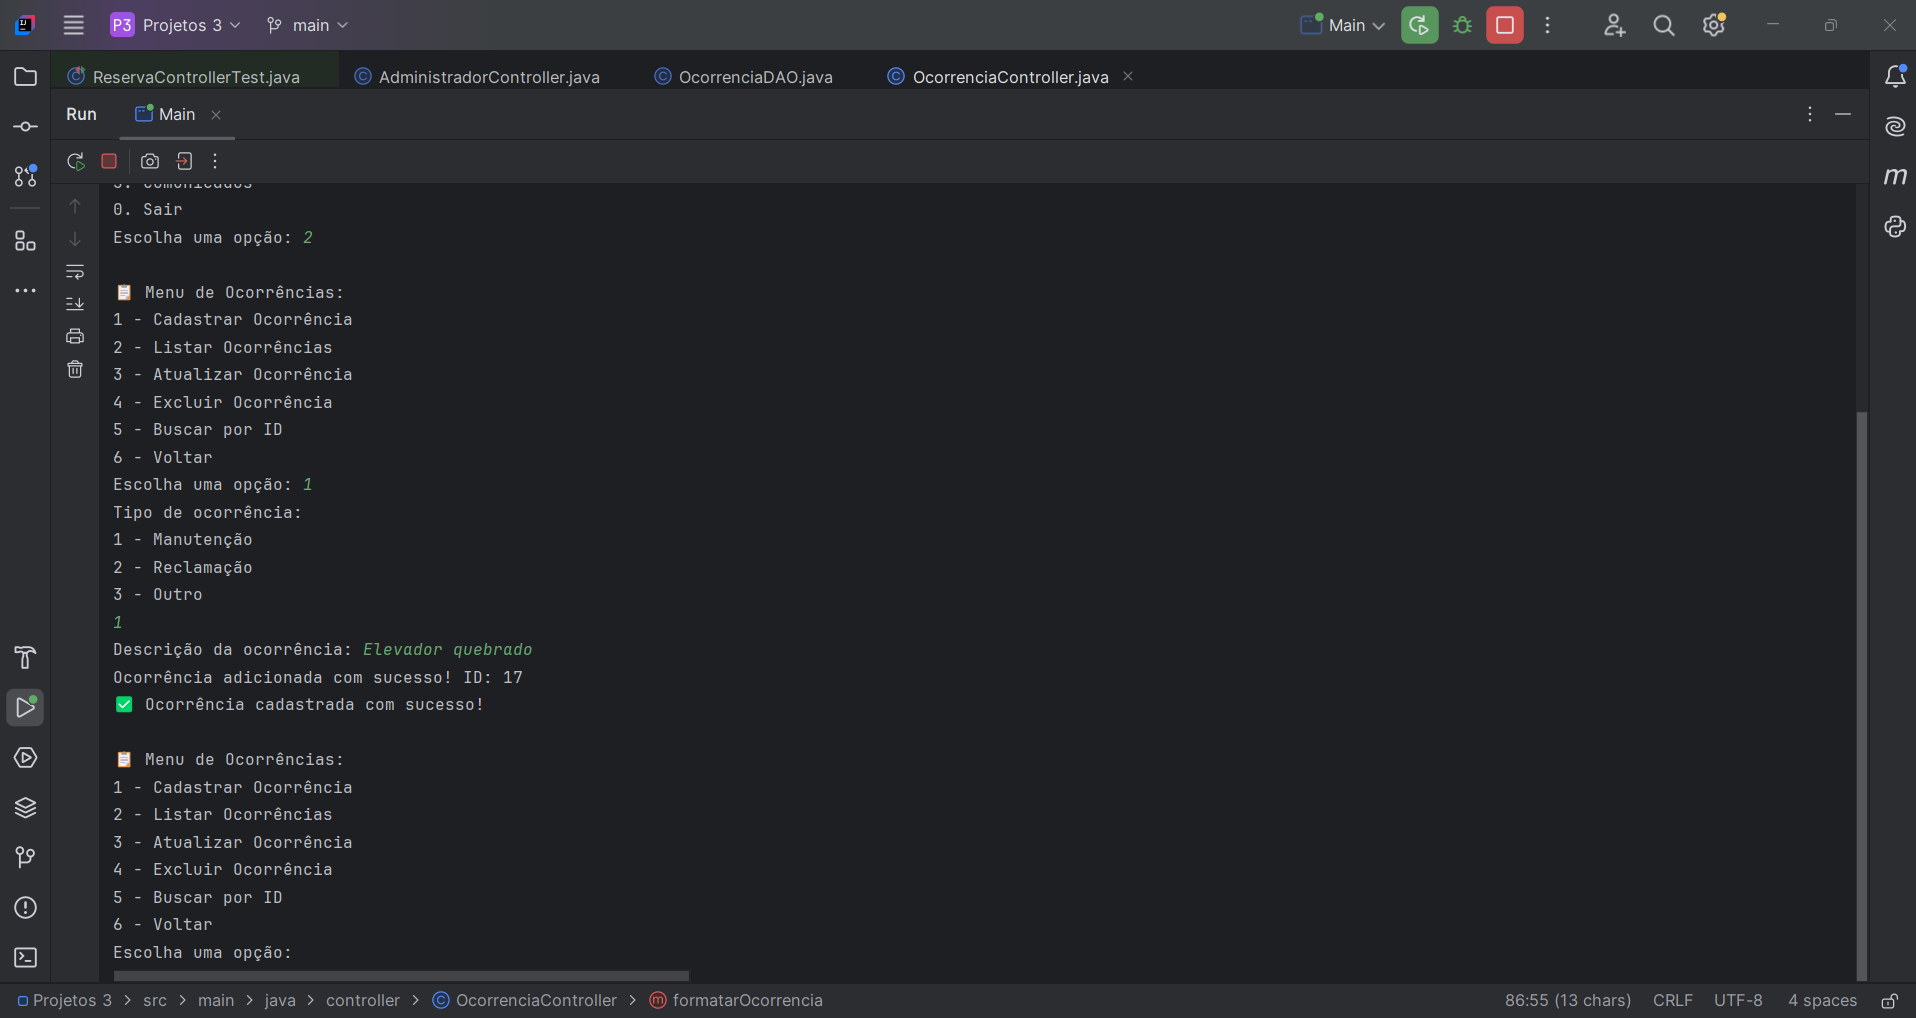 P3 Projetos 3 main Main
ReservaControllerTest.java AdministradorController.java OcorrenciaDAO.java OcorrenciaController.java
Run Main
0. Sair
Escolha uma opção: 2
📋 Menu de Ocorrências:
1 - Cadastrar Ocorrência
2 - Listar Ocorrências
3 - Atualizar Ocorrência
4 - Excluir Ocorrência
5 - Buscar por ID
6 - Voltar
Escolha uma opção: 1
Tipo de ocorrência:
1 - Manutenção
2 - Reclamação
3 - Outro
1
Descrição da ocorrência: Elevador quebrado
Ocorrência adicionada com sucesso! ID: 17
✅ Ocorrência cadastrada com sucesso!
📋 Menu de Ocorrências:
1 - Cadastrar Ocorrência
2 - Listar Ocorrências
3 - Atualizar Ocorrência
4 - Excluir Ocorrência
5 - Buscar por ID
6 - Voltar
Escolha uma opção:
Projetos 3 > src > main > java > controller > OcorrenciaController > formatarOcorrencia 86:55 (13 chars) CRLF UTF-8 4 spaces